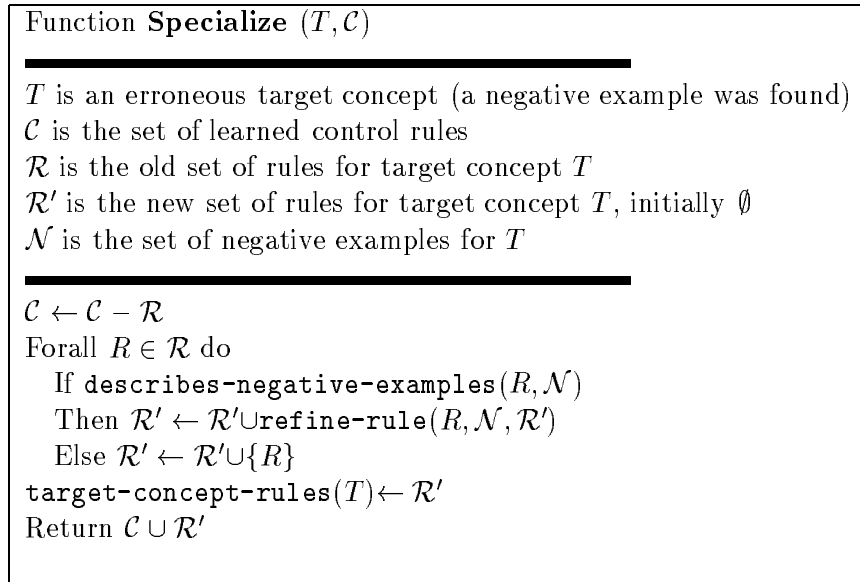 Function Specialize (T, 𝒞)
T is an erroneous target concept (a negative example was found)
𝒞 is the set of learned control rules
ℛ is the old set of rules for target concept T
ℛ′ is the new set of rules for target concept T, initially ∅
𝒩 is the set of negative examples for T
𝒞 ← 𝒞 − ℛ
Forall R ∈ ℛ do
If describes-negative-examples(R, 𝒩)
Then ℛ′ ← ℛ′∪refine-rule(R, 𝒩, ℛ′)
Else ℛ′ ← ℛ′∪{R}
target-concept-rules(T)← ℛ′
Return 𝒞 ∪ ℛ′